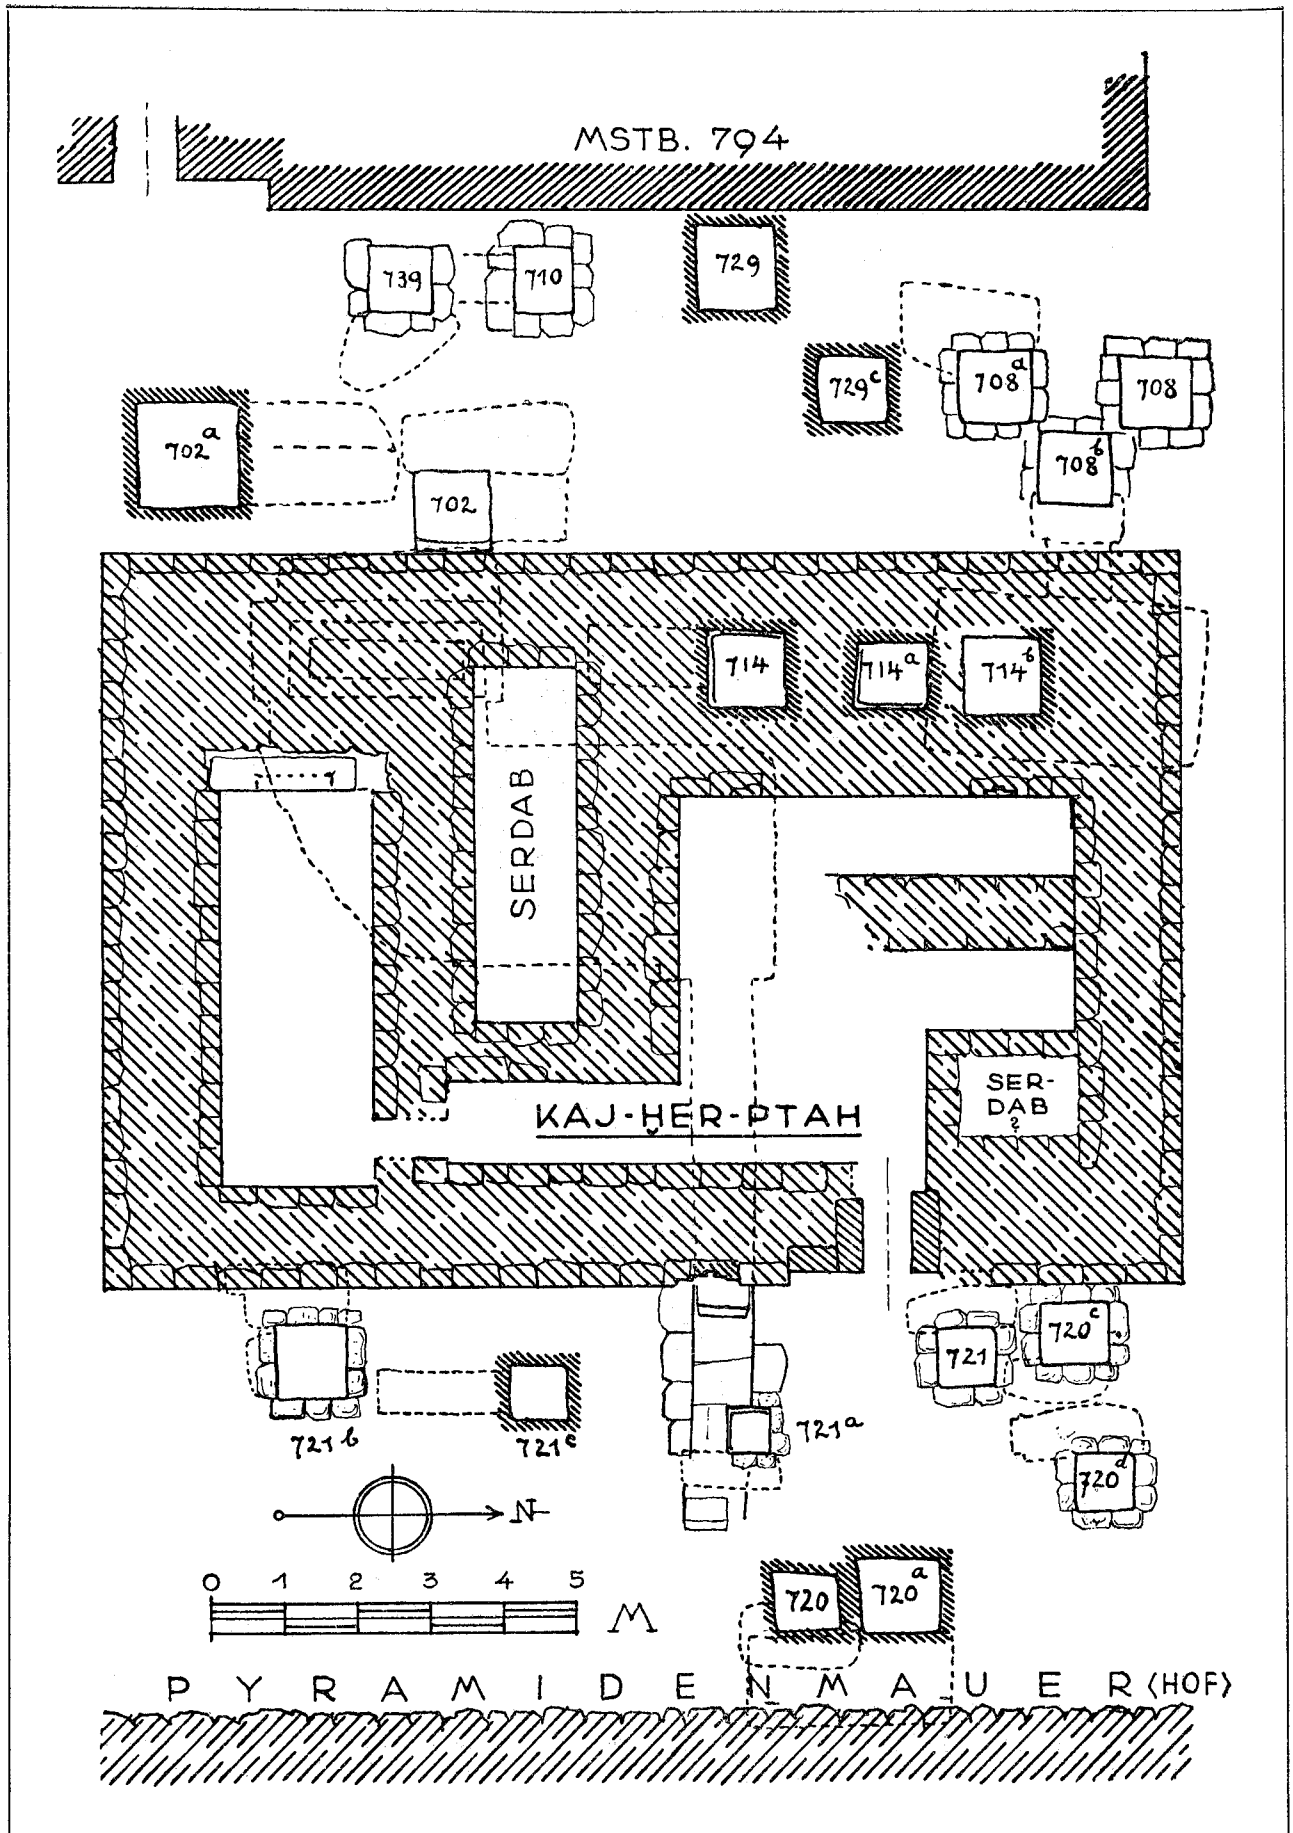 MSTB. 794
739
710
729
729c
708a
708
708b
702a
702
714
714a
714b
SERDAB
SER-
DAB
?
KAJ-ḤER-PTAH
721
720c
721b
721c
721a
720d
N
0 1 2 3 4 5
M
720
720a
PYRAMIDENMAUER (HOF)